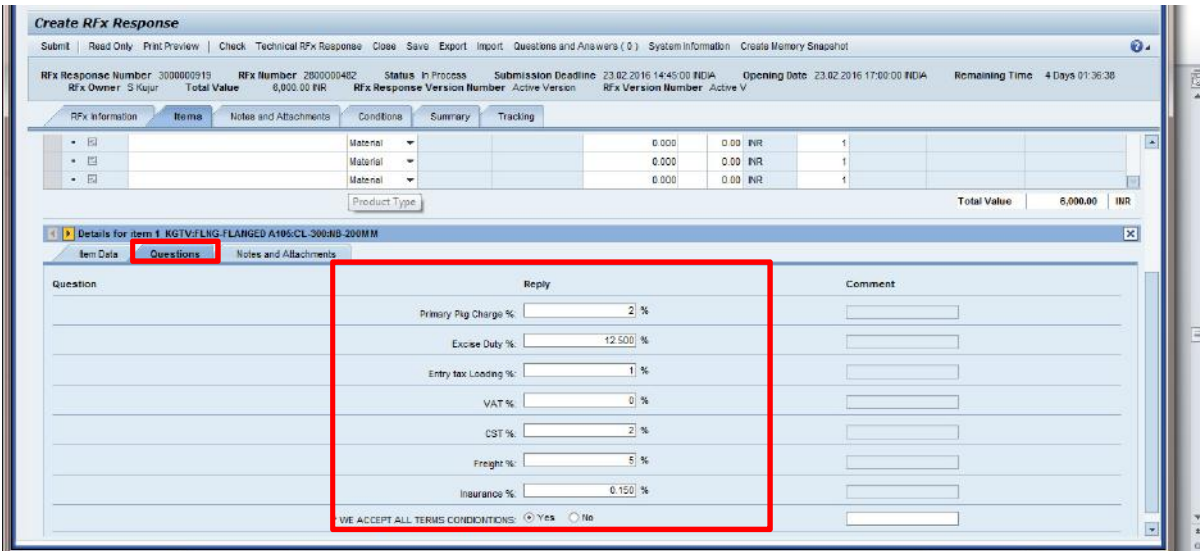 Create RFx Response
Submit | Read Only Print Preview | Check Technical RFx Response Close Save Export Import Questions and Answers ( 0 ) System Information Create Memory Snapshot
RFx Response Number 3000000919 RFx Number 2800000482 Status In Process Submission Deadline 23.02.2016 14:45:00 INDIA Opening Date 23.02.2016 17:00:00 INDIA Remaining Time 4 Days 01:36:38
RFx Owner S Kujur Total Value 6,000.00 INR RFx Response Version Number Active Version RFx Version Number Active V
RFx Information Items Notes and Attachments Conditions Summary Tracking
Material 0.000 0.00 INR 1
Material 0.000 0.00 INR 1
Material 0.000 0.00 INR 1
Product Type Total Value 6,000.00 INR
Details for item 1 KGTV:FLNG-FLANGED A105:CL-300:NB-200MM
Item Data Questions Notes and Attachments
Question Reply Comment
Primary Pkg Charge %: 2 %
Excise Duty %: 12.500 %
Entry tax Loading %: 1 %
VAT %: 0 %
CST %: 2 %
Freight %: 5 %
Insurance %: 0.150 %
WE ACCEPT ALL TERMS CONDIONTIONS: Yes No